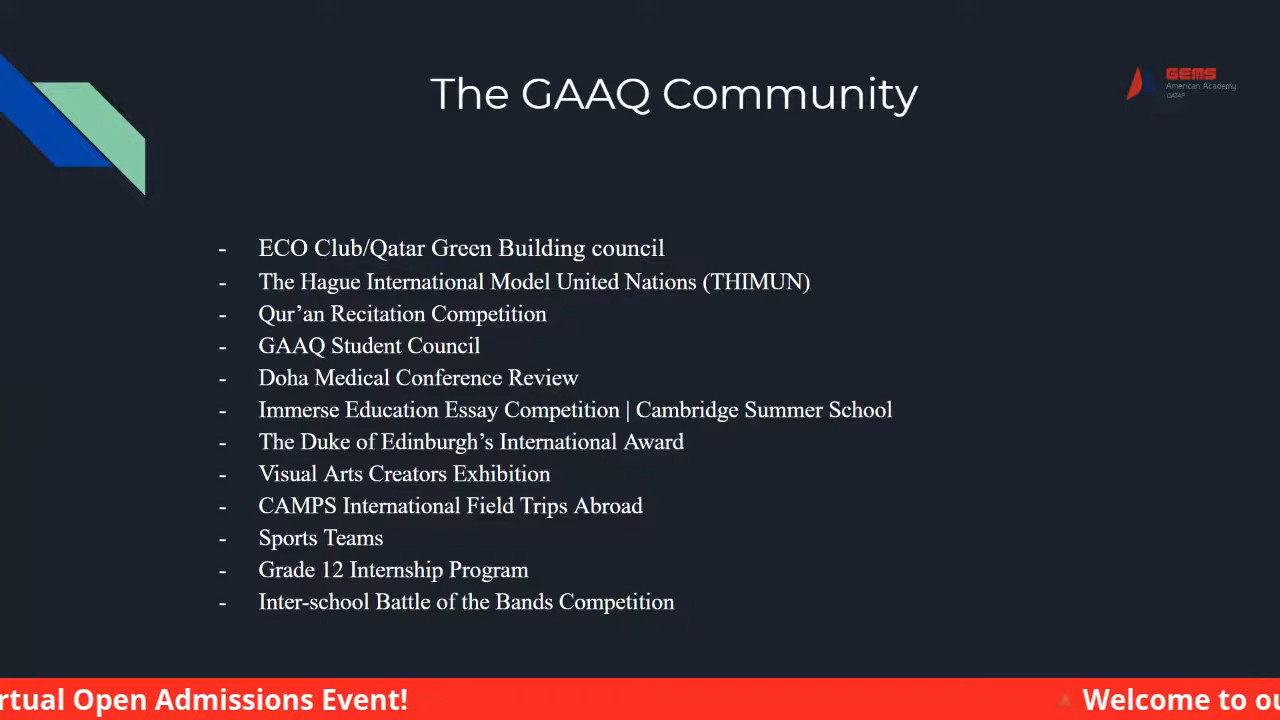 The GAAQ Community
GEMS
American Academy
QATAR
- ECO Club/Qatar Green Building council
- The Hague International Model United Nations (THIMUN)
- Qur’an Recitation Competition
- GAAQ Student Council
- Doha Medical Conference Review
- Immerse Education Essay Competition | Cambridge Summer School
- The Duke of Edinburgh’s International Award
- Visual Arts Creators Exhibition
- CAMPS International Field Trips Abroad
- Sports Teams
- Grade 12 Internship Program
- Inter-school Battle of the Bands Competition
rtual Open Admissions Event! Welcome to ou